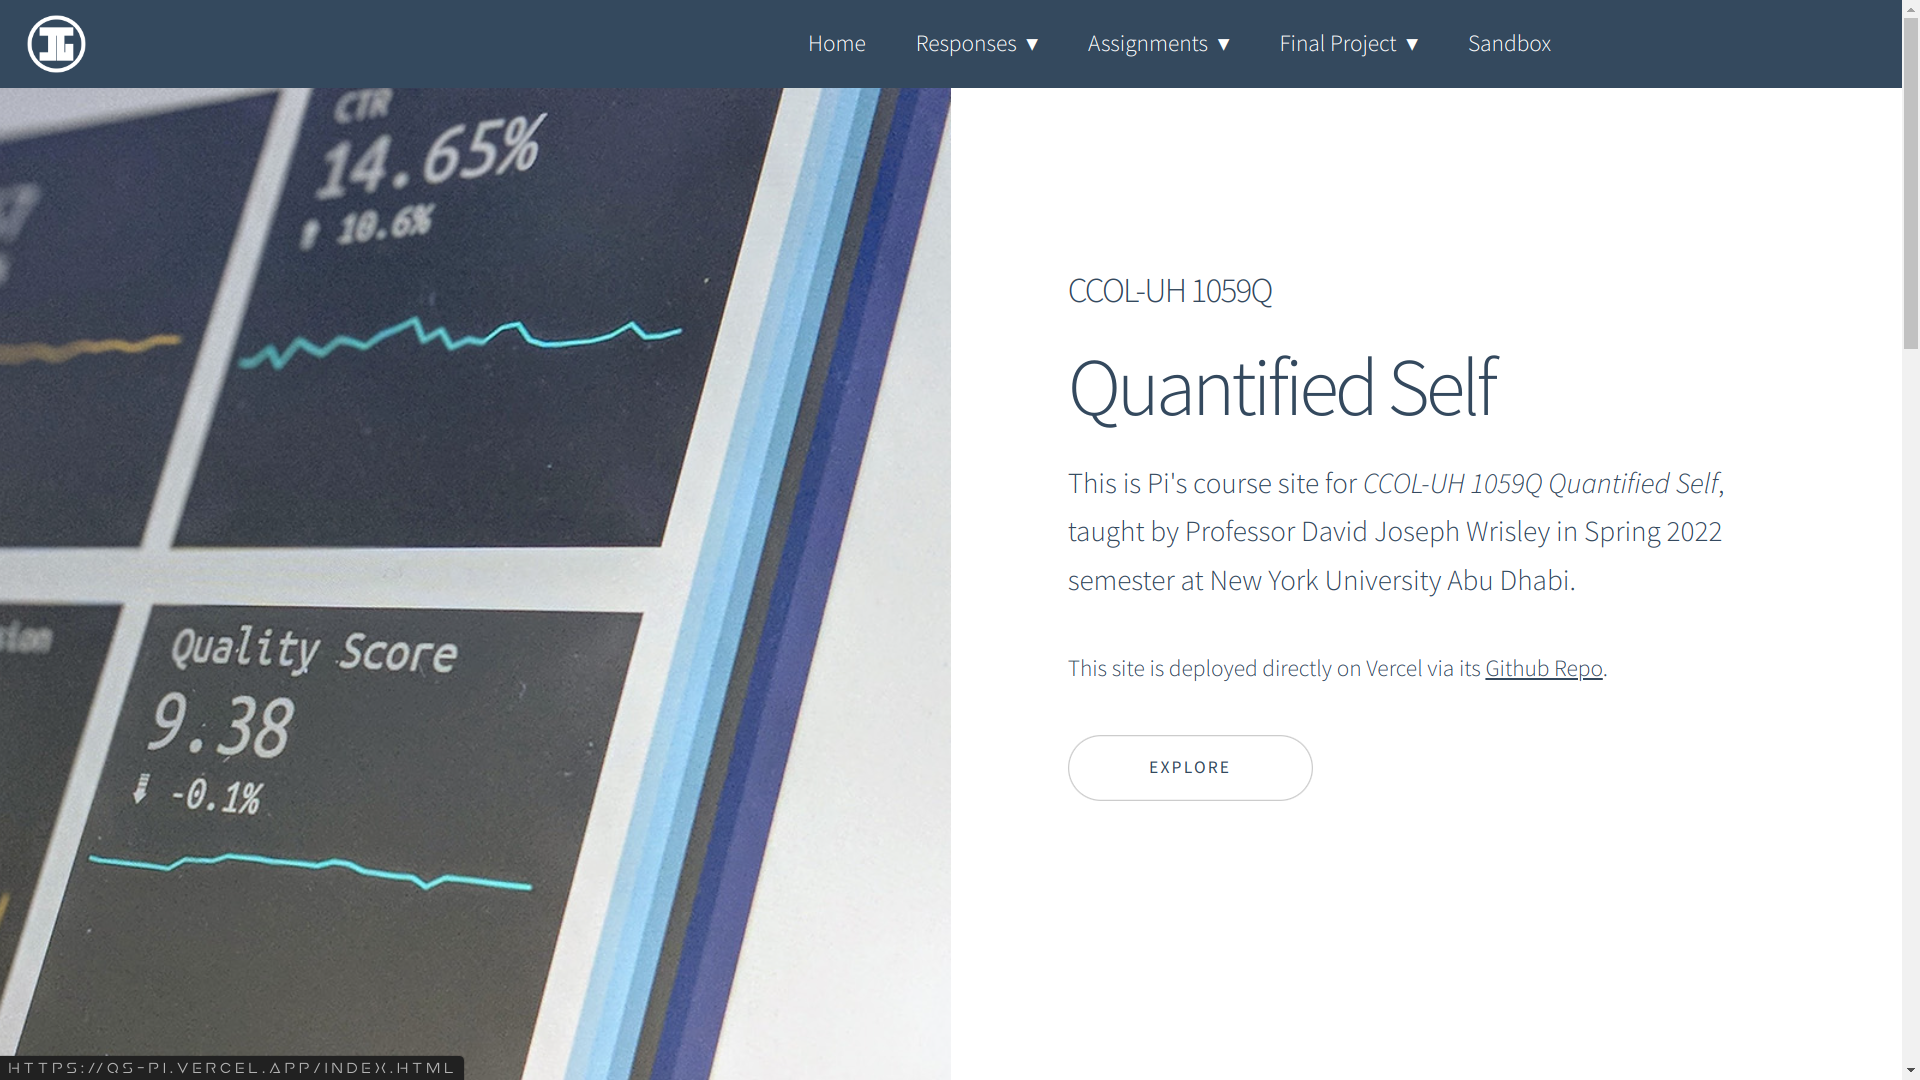 Home
Responses ▼
Assignments ▼
Final Project ▼
Sandbox
CTR
14.65%
10.6%
Quality Score
9.38
-0.1%
CCOL-UH 1059Q
Quantified Self
This is Pi's course site for CCOL-UH 1059Q Quantified Self,
taught by Professor David Joseph Wrisley in Spring 2022
semester at New York University Abu Dhabi.
This site is deployed directly on Vercel via its Github Repo.
EXPLORE
HTTPS://QS-PI.VERCEL.APP/INDEX.HTML